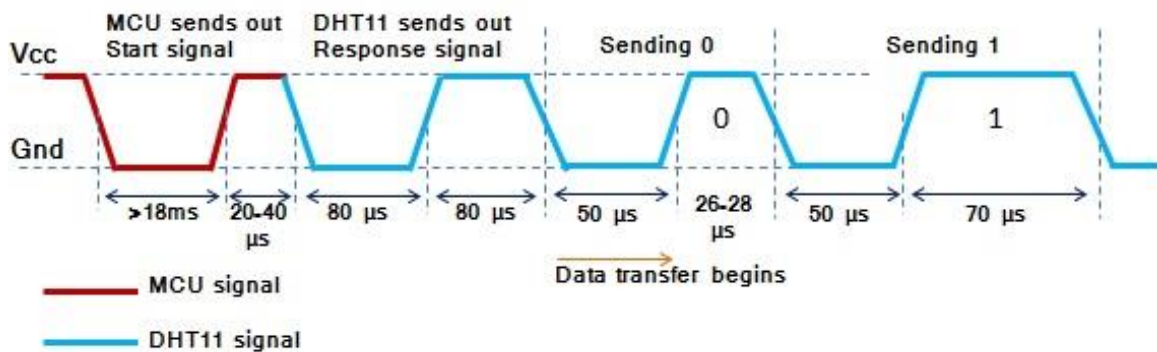 MCU sends out
Start signal
DHT11 sends out
Response signal
Sending 0
Sending 1
Vcc
0
1
Gnd
>18ms
20-40
µs
80 µs
80 µs
50 µs
26-28
µs
50 µs
70 µs
Data transfer begins
MCU signal
DHT11 signal